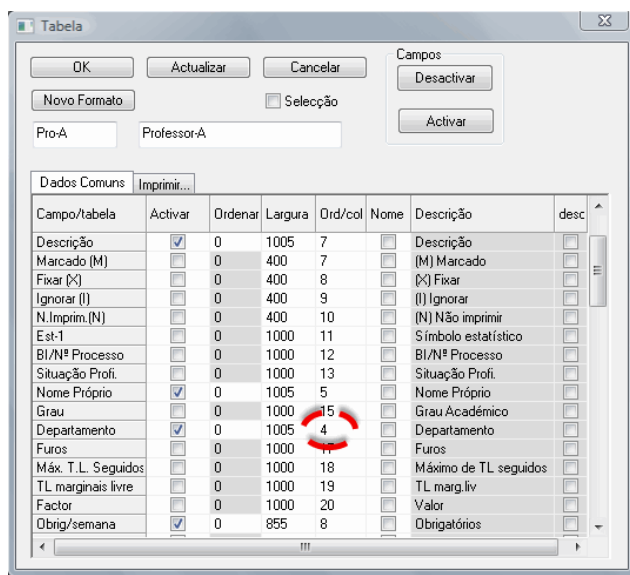 Tabela
OK Actualizar Cancelar Campos
Desactivar
Novo Formato Selecção
Activar
Pro-A Professor-A
Dados Comuns Imprimir...
Campo/tabela Activar Ordenar Largura Ord/col Nome Descrição desc
Descrição 0 1005 7 Descrição
Marcado (M) 0 400 7 (M) Marcado
Fixar (X) 0 400 8 (X) Fixar
Ignorar (I) 0 400 9 (I) Ignorar
N.Imprim.(N) 0 400 10 (N) Não imprimir
Est-1 0 1000 11 Símbolo estatístico
BI/Nº Processo 0 1000 12 BI/Nº Processo
Situação Profi. 0 1000 13 Situação Profi.
Nome Próprio 0 1005 5 Nome Próprio
Grau 0 1000 15 Grau Académico
Departamento 0 1005 4 Departamento
Furos 0 1000 17 Furos
Máx. T.L. Seguidos 0 1000 18 Máximo de TL seguidos
TL marginais livre 0 1000 19 TL marg.liv
Factor 0 1000 20 Valor
Obrig/semana 0 855 8 Obrigatórios